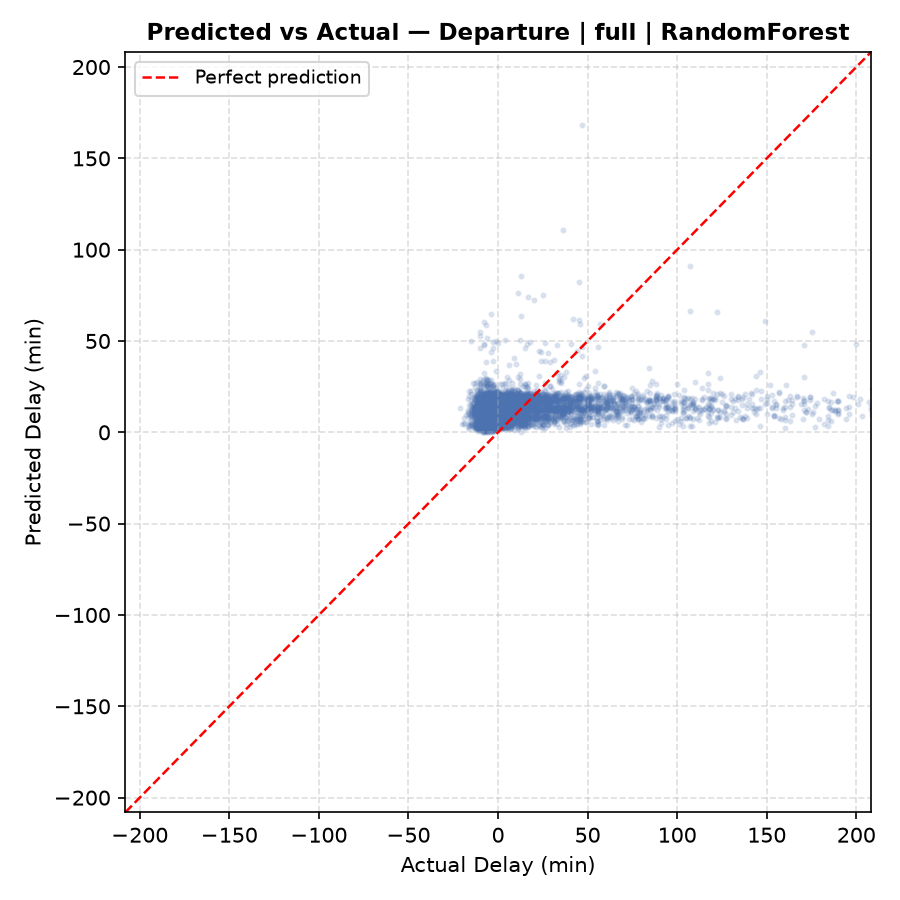 Predicted vs Actual — Departure | full | RandomForest
Perfect prediction
200
150
100
50
0
−50
−100
−150
−200
Predicted Delay (min)
−200 −150 −100 −50 0 50 100 150 200
Actual Delay (min)